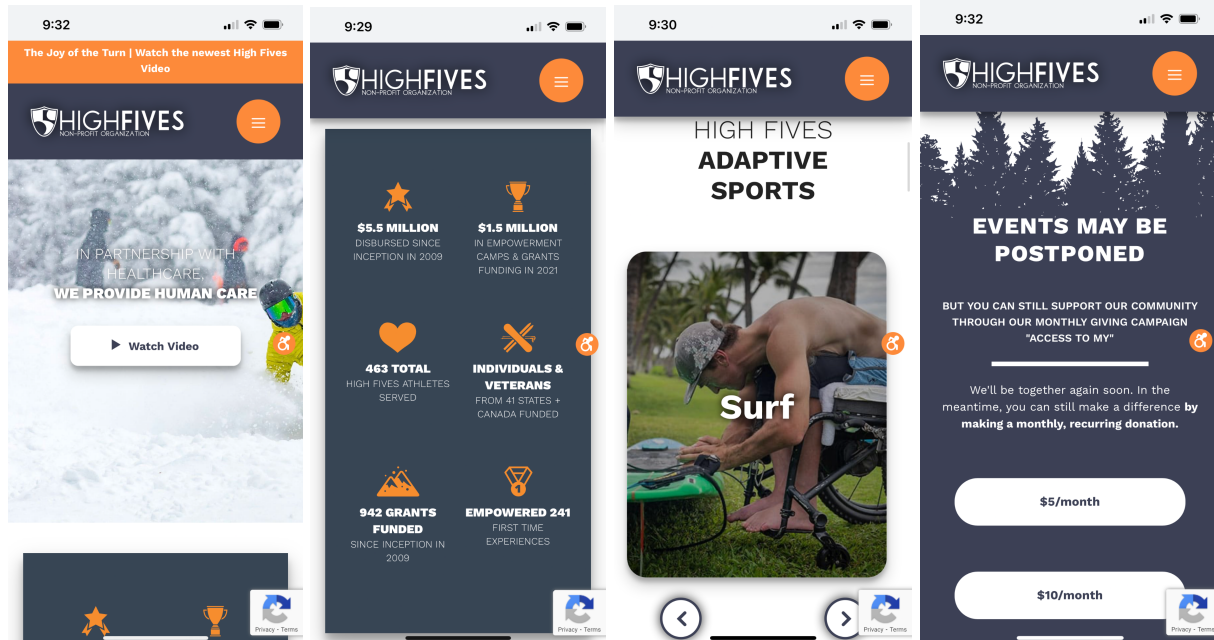 9:32
The Joy of the Turn | Watch the newest High Fives
Video
HIGHFIVES
NON-PROFIT ORGANIZATION
IN PARTNERSHIP WITH
HEALTHCARE,
WE PROVIDE HUMAN CARE
Watch Video
Privacy - Terms
9:29
HIGHFIVES
NON-PROFIT ORGANIZATION
$5.5 MILLION
DISBURSED SINCE
INCEPTION IN 2009
$1.5 MILLION
IN EMPOWERMENT
CAMPS & GRANTS
FUNDING IN 2021
463 TOTAL
HIGH FIVES ATHLETES
SERVED
INDIVIDUALS &
VETERANS
FROM 41 STATES +
CANADA FUNDED
942 GRANTS
FUNDED
SINCE INCEPTION IN
2009
1
EMPOWERED 241
FIRST TIME
EXPERIENCES
Privacy - Terms
9:30
HIGHFIVES
NON-PROFIT ORGANIZATION
HIGH FIVES
ADAPTIVE
SPORTS
Surf
Privacy - Terms
9:32
HIGHFIVES
NON-PROFIT ORGANIZATION
EVENTS MAY BE
POSTPONED
BUT YOU CAN STILL SUPPORT OUR COMMUNITY
THROUGH OUR MONTHLY GIVING CAMPAIGN
"ACCESS TO MY"
We'll be together again soon. In the
meantime, you can still make a difference by
making a monthly, recurring donation.
$5/month
$10/month
Privacy - Terms